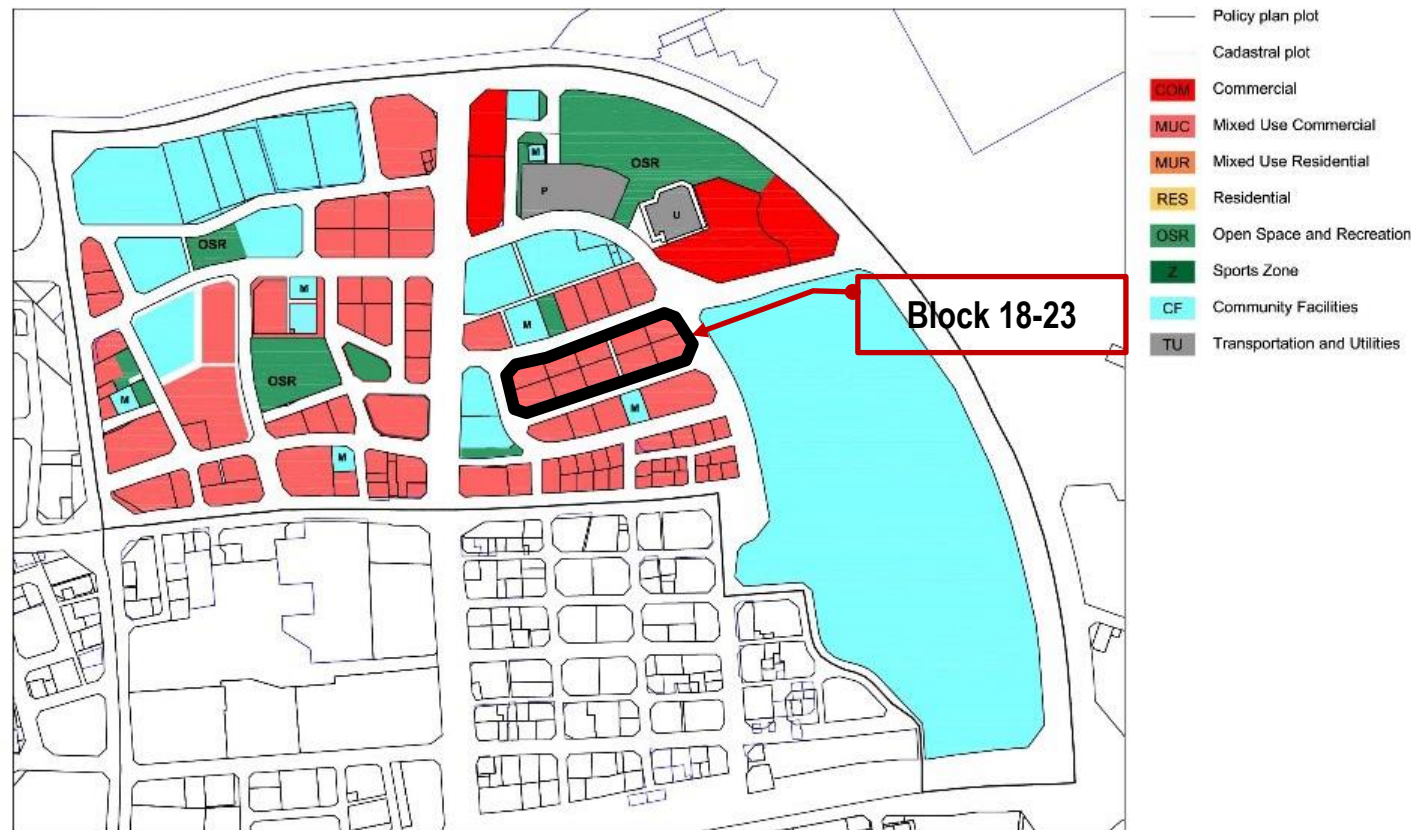 Policy plan plot
Cadastral plot
COM Commercial
MUC Mixed Use Commercial
MUR Mixed Use Residential
RES Residential
OSR Open Space and Recreation
Z Sports Zone
CF Community Facilities
TU Transportation and Utilities
M
OSR
P
U
OSR
M
Block 18-23
M
OSR
M
M
M